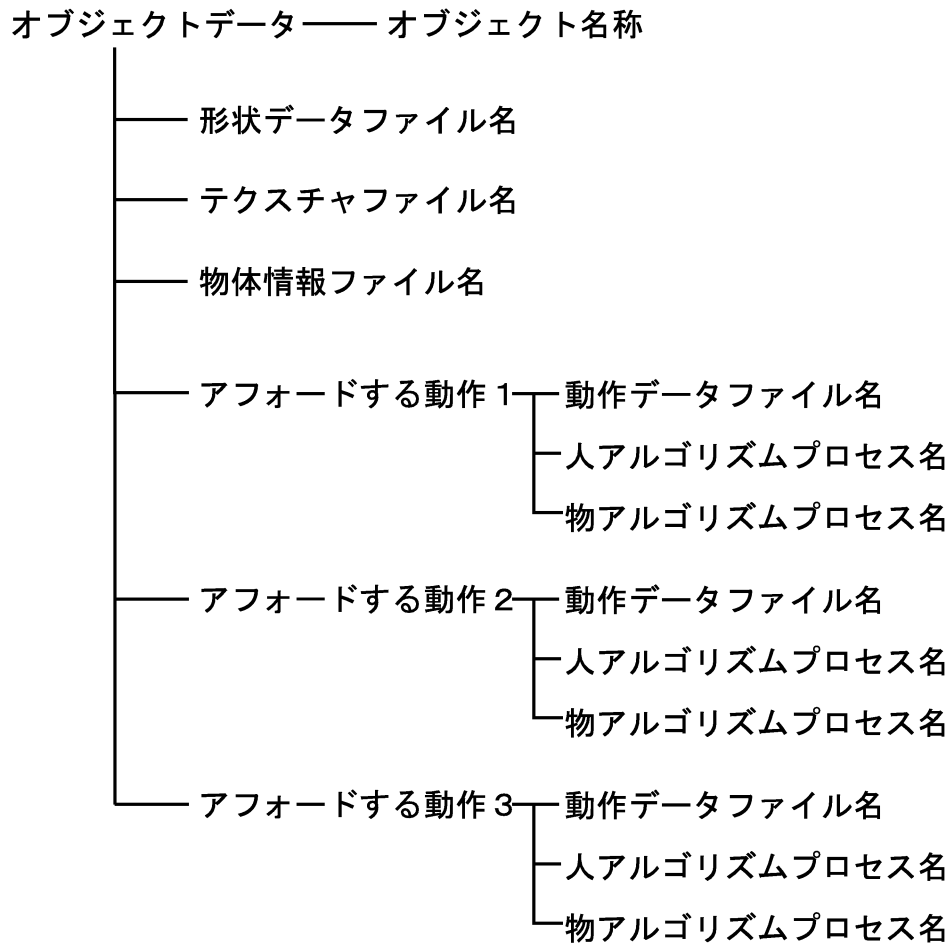 オブジェクトデータ オブジェクト名称
形状データファイル名
テクスチャファイル名
物体情報ファイル名
アフォードする動作1 動作データファイル名
人アルゴリズムプロセス名
物アルゴリズムプロセス名
アフォードする動作2 動作データファイル名
人アルゴリズムプロセス名
物アルゴリズムプロセス名
アフォードする動作3 動作データファイル名
人アルゴリズムプロセス名
物アルゴリズムプロセス名